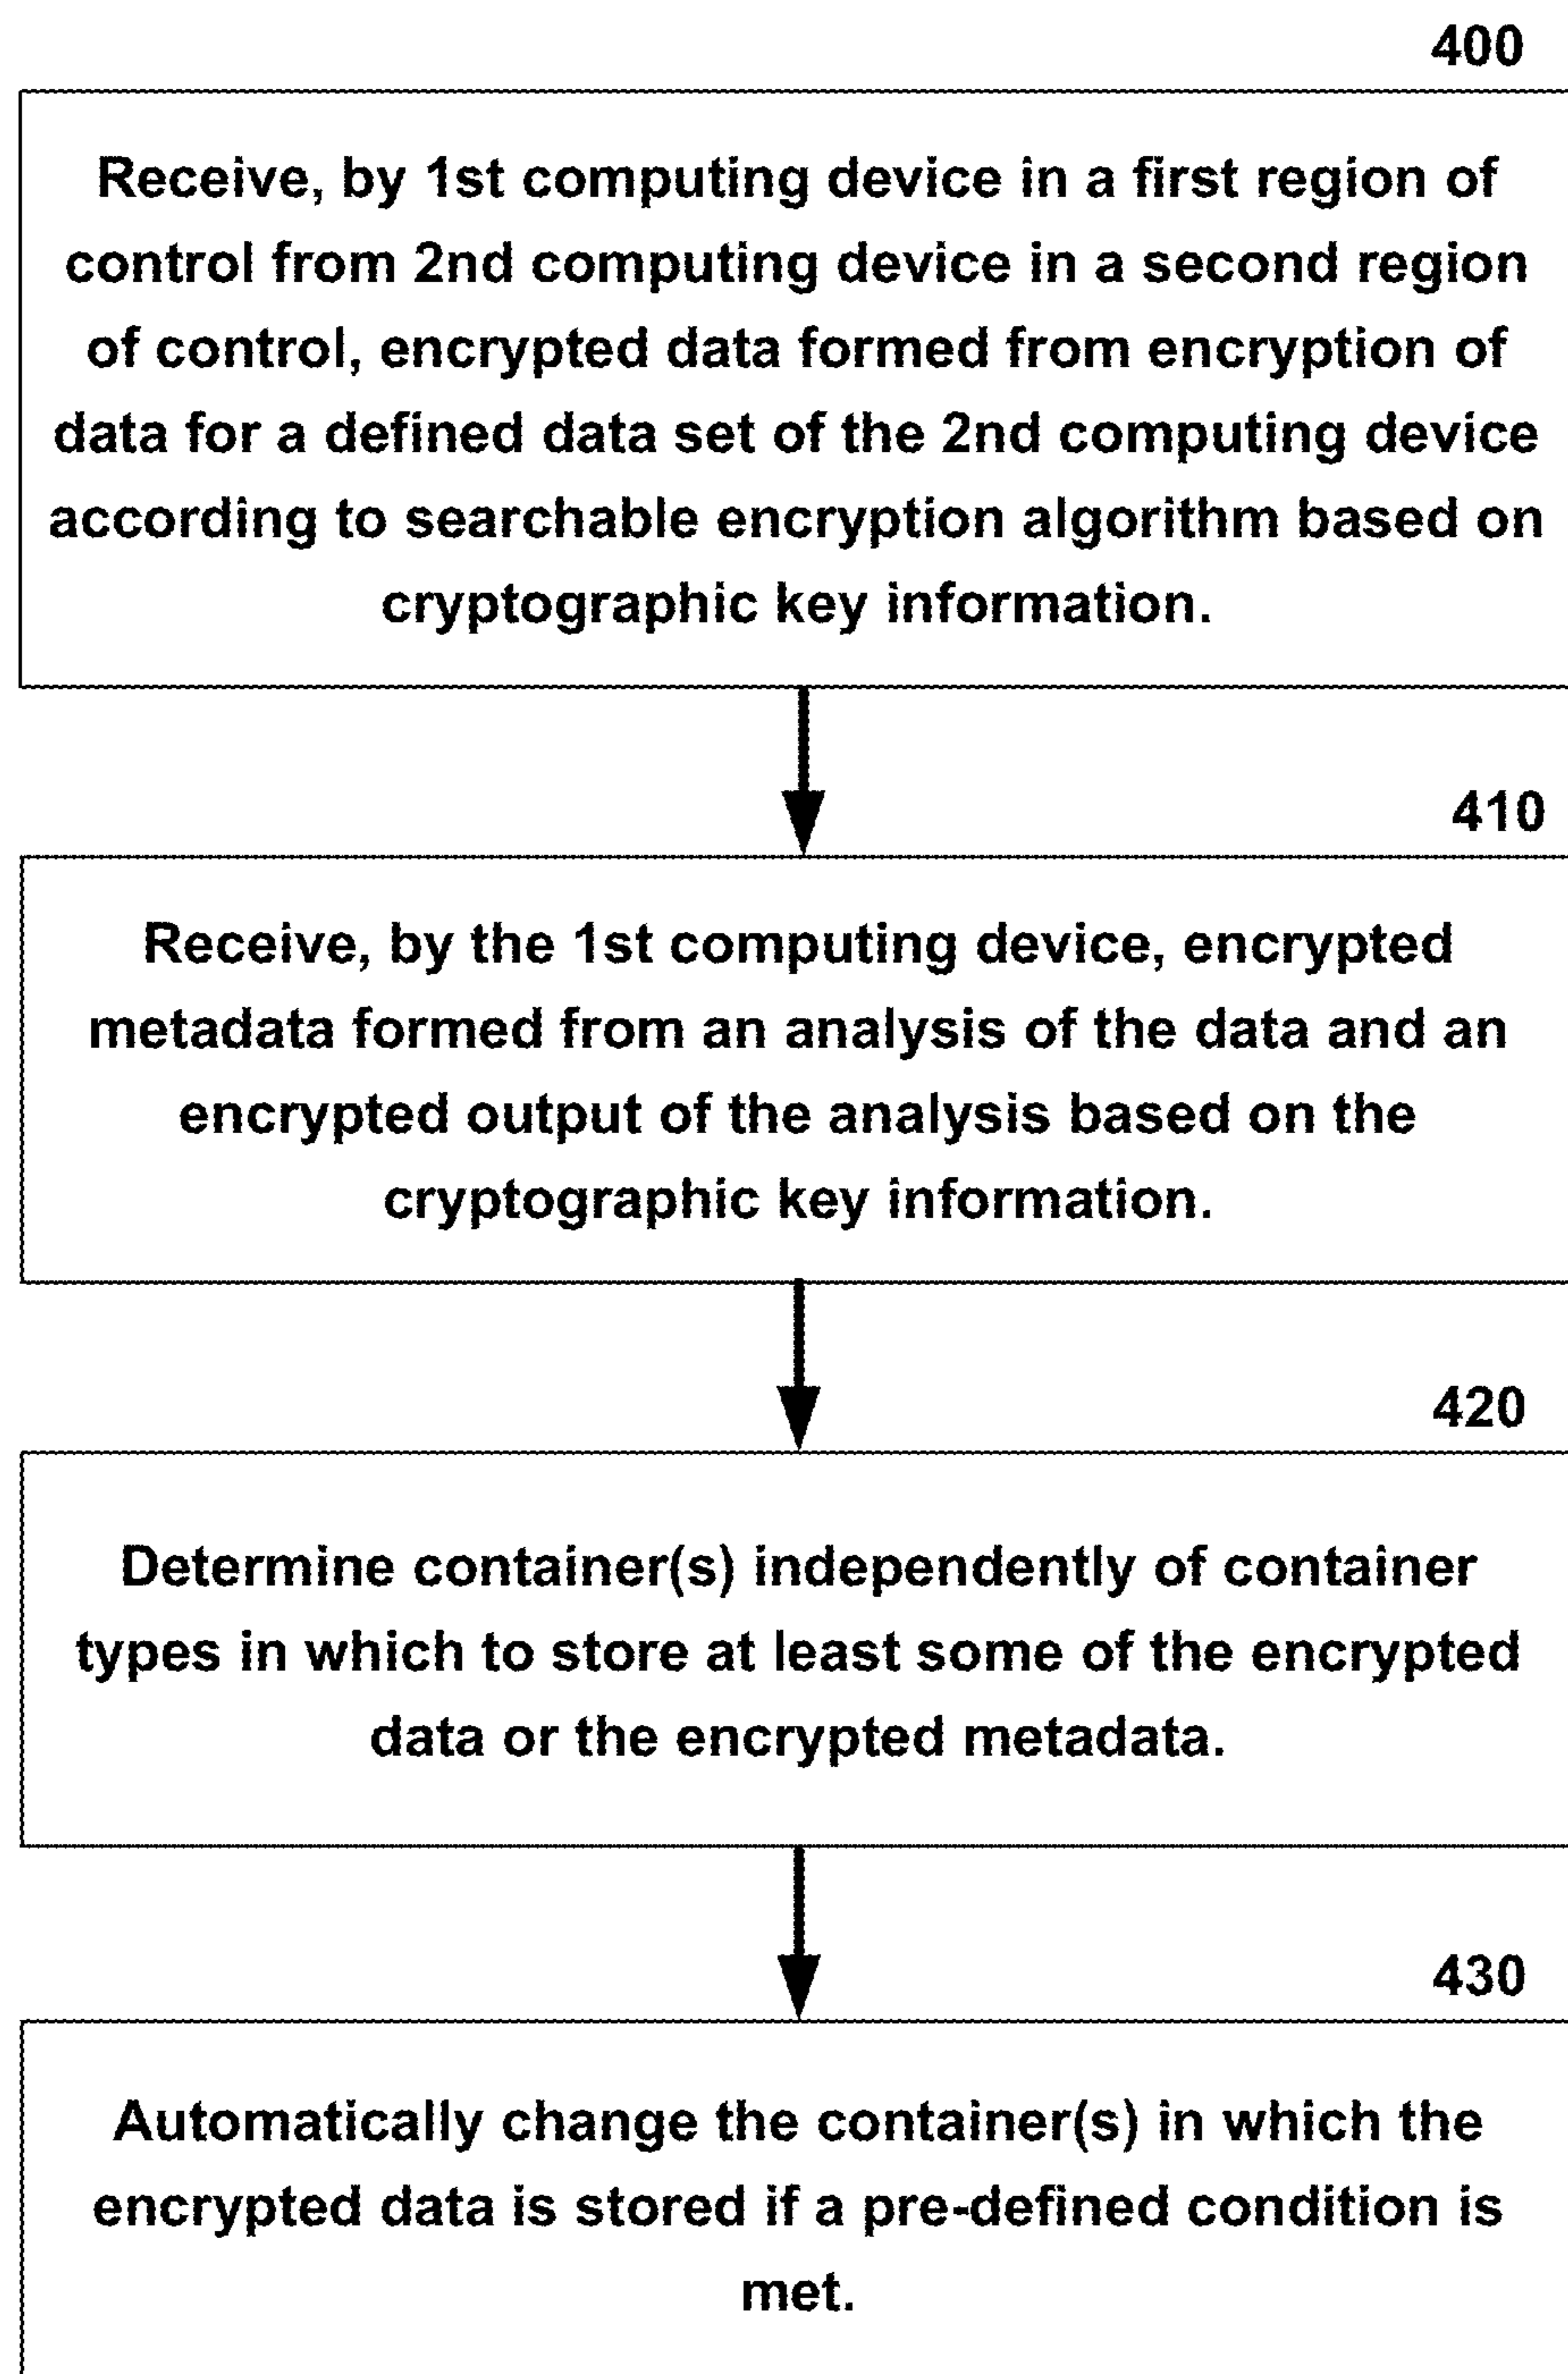 400
Receive, by 1st computing device in a first region of
control from 2nd computing device in a second region
of control, encrypted data formed from encryption of
data for a defined data set of the 2nd computing device
according to searchable encryption algorithm based on
cryptographic key information.
410
Receive, by the 1st computing device, encrypted
metadata formed from an analysis of the data and an
encrypted output of the analysis based on the
cryptographic key information.
420
Determine container(s) independently of container
types in which to store at least some of the encrypted
data or the encrypted metadata.
430
Automatically change the container(s) in which the
encrypted data is stored if a pre-defined condition is
met.